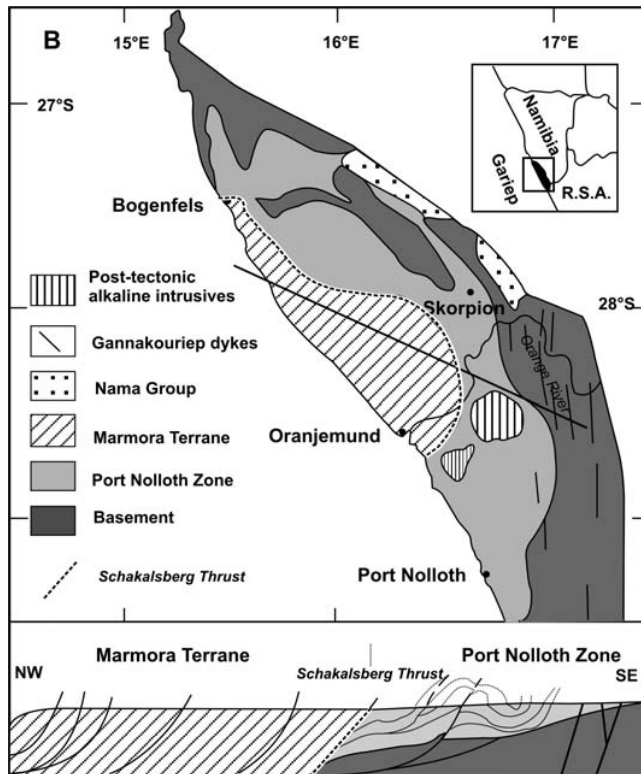 B
15°E
16°E
17°E
27°S
Namibia
Gariep
R.S.A.
Bogenfels
Post-tectonic
alkaline intrusives
Skorpion
28°S
Gannakouriep dykes
Orange River
Nama Group
Marmora Terrane
Oranjemund
Port Nolloth Zone
Basement
Schakalsberg Thrust
Port Nolloth
Marmora Terrane
Port Nolloth Zone
NW
Schakalsberg Thrust
SE